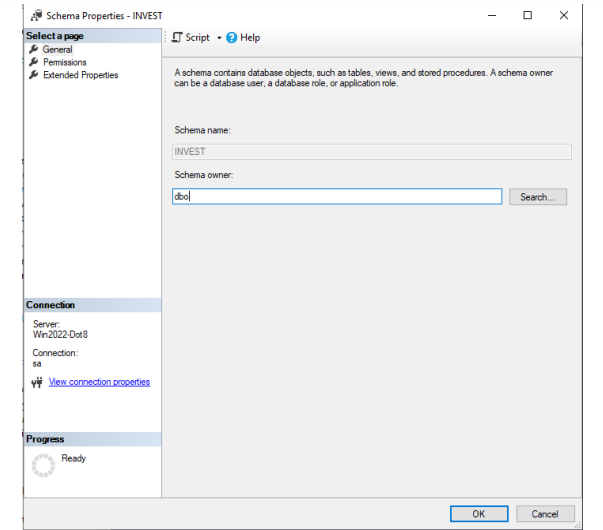 Schema Properties - INVEST
Select a page
General
Permissions
Extended Properties
Script
Help
A schema contains database objects, such as tables, views, and stored procedures. A schema owner
can be a database user, a database role, or application role.
Schema name:
INVEST
Schema owner:
dbo
Search...
Connection
Server:
Win2022-Dot8
Connection:
sa
View connection properties
Progress
Ready
OK
Cancel